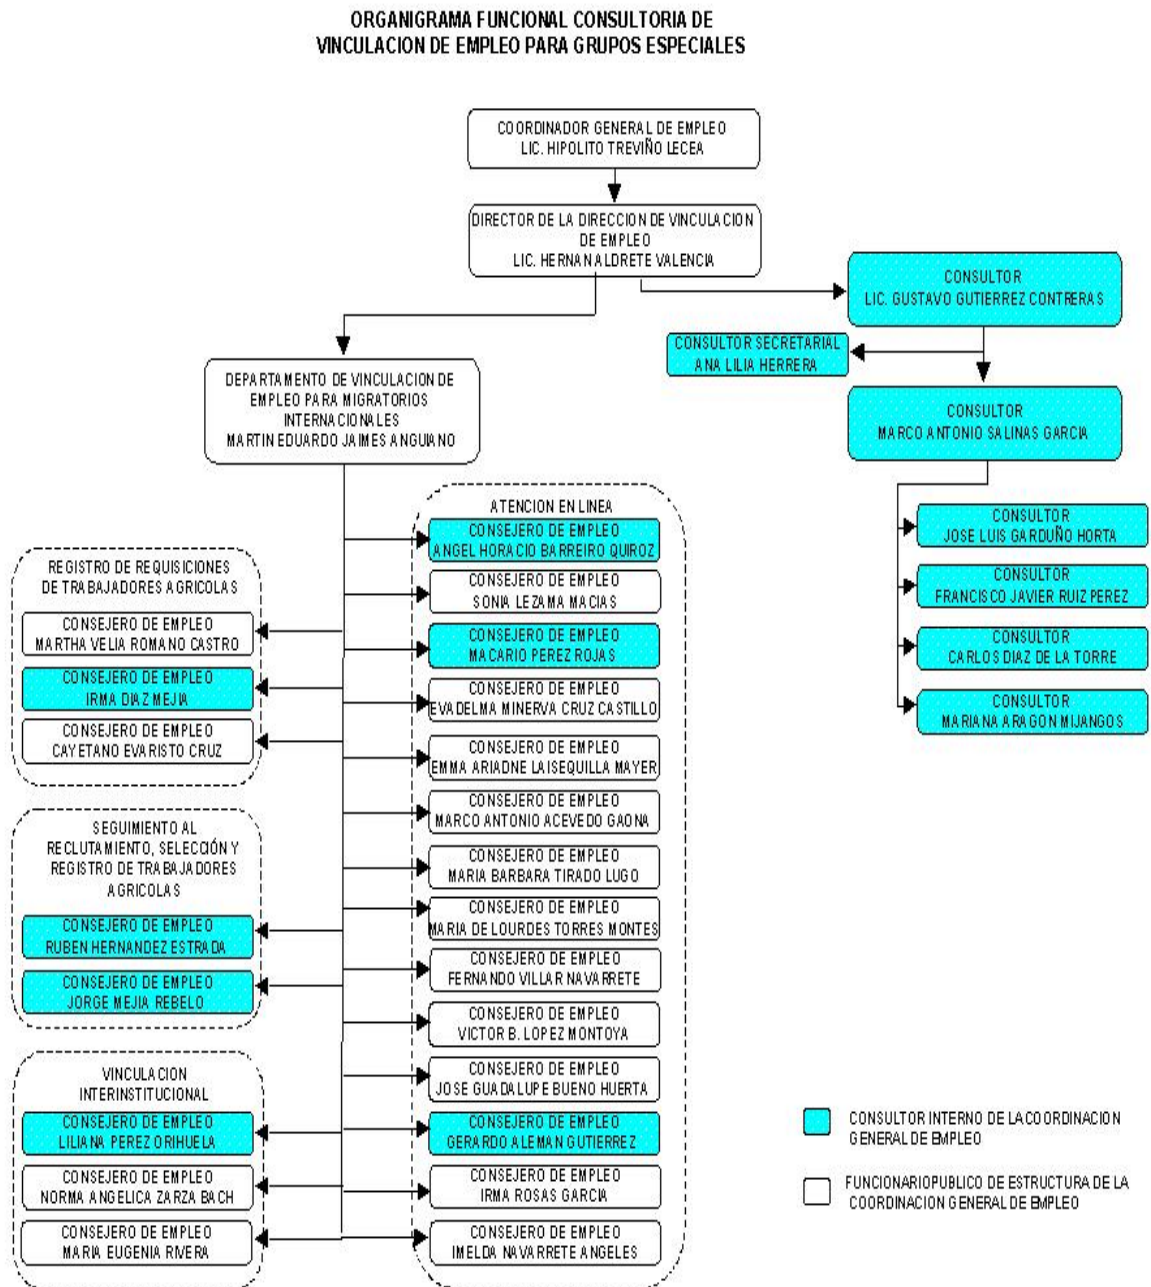 ORGANIGRAMA FUNCIONAL CONSULTORIA DE
VINCULACION DE EMPLEO PARA GRUPOS ESPECIALES
COORDINADOR GENERAL DE EMPLEO
LIC. HIPOLITO TREVIÑO LECEA
DIRECTOR DE LA DIRECCION DE VINCULACION
DE EMPLEO
LIC. HERNAN ALDRETE VALENCIA
CONSULTOR
LIC. GUSTAVO GUTIERREZ CONTRERAS
CONSULTOR SECRETARIAL
ANA LILIA HERRERA
CONSULTOR
MARCO ANTONIO SALINAS GARCIA
CONSULTOR
JOSE LUIS GARDUÑO HORTA
CONSULTOR
FRANCISCO JAVIER RUIZ PEREZ
CONSULTOR
CARLOS DIAZ DE LA TORRE
CONSULTOR
MARIANA ARAGON MIJANGOS
DEPARTAMENTO DE VINCULACION DE
EMPLEO PARA MIGRATORIOS
INTERNACIONALES
MARTIN EDUARDO JAIMES ANGUIANO
REGISTRO DE REQUISICIONES
DE TRABAJADORES AGRICOLAS
CONSEJERO DE EMPLEO
MARTHA VELIA ROMANO CASTRO
CONSEJERO DE EMPLEO
IRMA DIAZ MEJIA
CONSEJERO DE EMPLEO
CAYETANO EVARISTO CRUZ
SEGUIMIENTO AL
RECLUTAMIENTO, SELECCIÓN Y
REGISTRO DE TRABAJADORES
AGRICOLAS
CONSEJERO DE EMPLEO
RUBEN HERNANDEZ ESTRADA
CONSEJERO DE EMPLEO
JORGE MEJIA REBELO
VINCULACION
INTERINSTITUCIONAL
CONSEJERO DE EMPLEO
LILIANA PEREZ ORIHUELA
CONSEJERO DE EMPLEO
NORMA ANGELICA ZARZA BACH
CONSEJERO DE EMPLEO
MARIA EUGENIA RIVERA
ATENCION EN LINEA
CONSEJERO DE EMPLEO
ANGEL HORACIO BARREIRO QUIROZ
CONSEJERO DE EMPLEO
SONIA LEZAMA MACIAS
CONSEJERO DE EMPLEO
MACARIO PEREZ ROJAS
CONSEJERO DE EMPLEO
EVADELMA MINERVA CRUZ CASTILLO
CONSEJERO DE EMPLEO
EMMA ARIADNE LAISEQUILLA MAYER
CONSEJERO DE EMPLEO
MARCO ANTONIO ACEVEDO GAONA
CONSEJERO DE EMPLEO
MARIA BARBARA TIRADO LUGO
CONSEJERO DE EMPLEO
MARIA DE LOURDES TORRES MONTES
CONSEJERO DE EMPLEO
FERNANDO VILLAR NAVARRETE
CONSEJERO DE EMPLEO
VICTOR B. LOPEZ MONTOYA
CONSEJERO DE EMPLEO
JOSE GUADALUPE BUENO HUERTA
CONSEJERO DE EMPLEO
GERARDO ALEMAN GUTIERREZ
CONSEJERO DE EMPLEO
IRMA ROSAS GARCIA
CONSEJERO DE EMPLEO
IMELDA NAVARRETE ANGELES
CONSULTOR INTERNO DE LA COORDINACION
GENERAL DE EMPLEO
FUNCIONARIO PUBLICO DE ESTRUCTURA DE LA
COORDINACION GENERAL DE EMPLEO